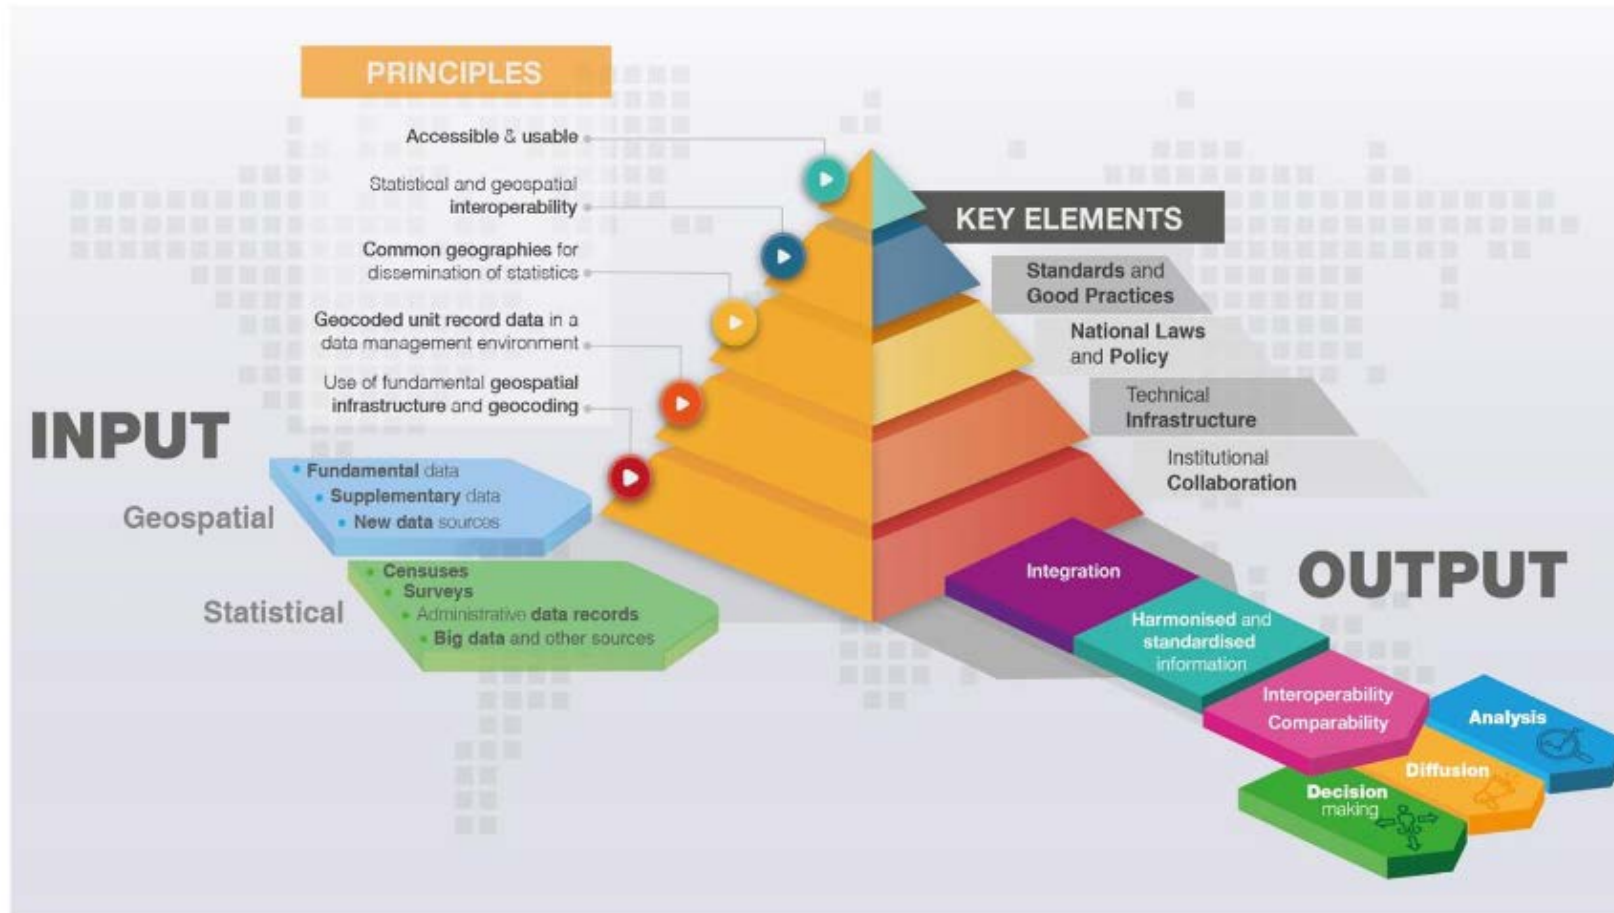 PRINCIPLES
Accessible & usable
Statistical and geospatial
interoperability
Common geographies for
dissemination of statistics
Geocoded unit record data in a
data management environment
Use of fundamental geospatial
infrastructure and geocoding
KEY ELEMENTS
Standards and
Good Practices
National Laws
and Policy
Technical
Infrastructure
Institutional
Collaboration
INPUT
Geospatial
• Fundamental data
• Supplementary data
• New data sources
Statistical
• Censuses
• Surveys
• Administrative data records
• Big data and other sources
OUTPUT
Integration
Harmonised and
standardised
information
Interoperability
Comparability
Analysis
Diffusion
Decision
making